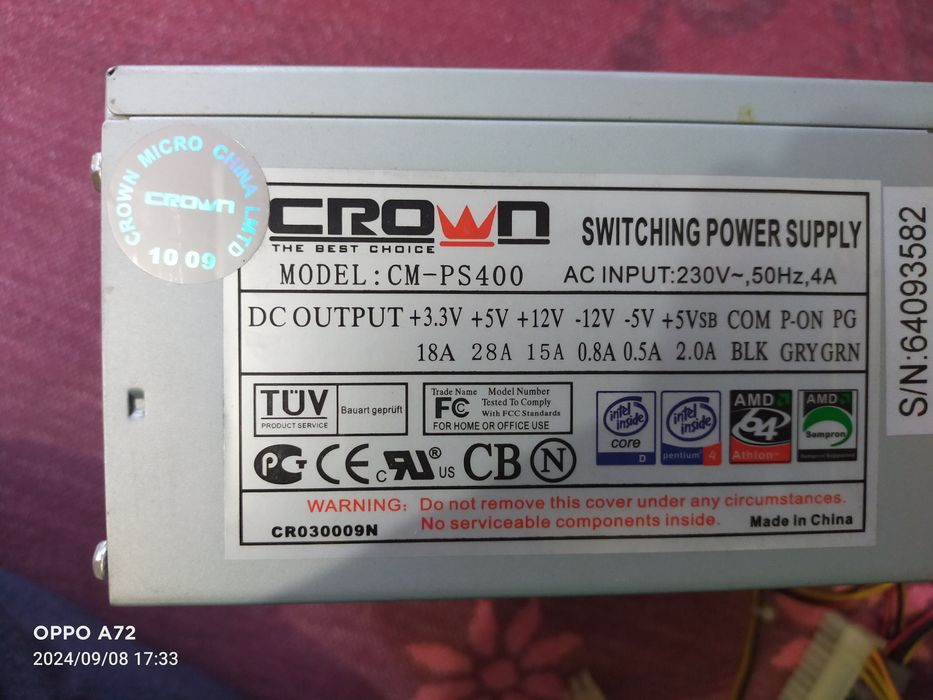 CROWN MICRO CHINA LMTD
CROWN
10 09
CROWN
THE BEST CHOICE
SWITCHING POWER SUPPLY
MODEL:CM-PS400
AC INPUT:230V~,50Hz,4A
DC OUTPUT +3.3V +5V +12V -12V -5V +5VSB COM P-ON PG
18A 28A 15A 0.8A 0.5A 2.0A BLK GRY GRN
TÜV
PRODUCT SERVICE
Bauart geprüft
Trade Name Model Number
FC Tested To Comply
With FCC Standards
FOR HOME OR OFFICE USE
intel inside
core
D
intel inside
pentium 4
AMD
64
Athlon™
AMD
Sempron
PG CE c RU ® US CB N
WARNING: Do not remove this cover under any circumstances.
No serviceable components inside.
CR030009N
Made in China
S/N:64093582
OPPO A72
2024/09/08 17:33